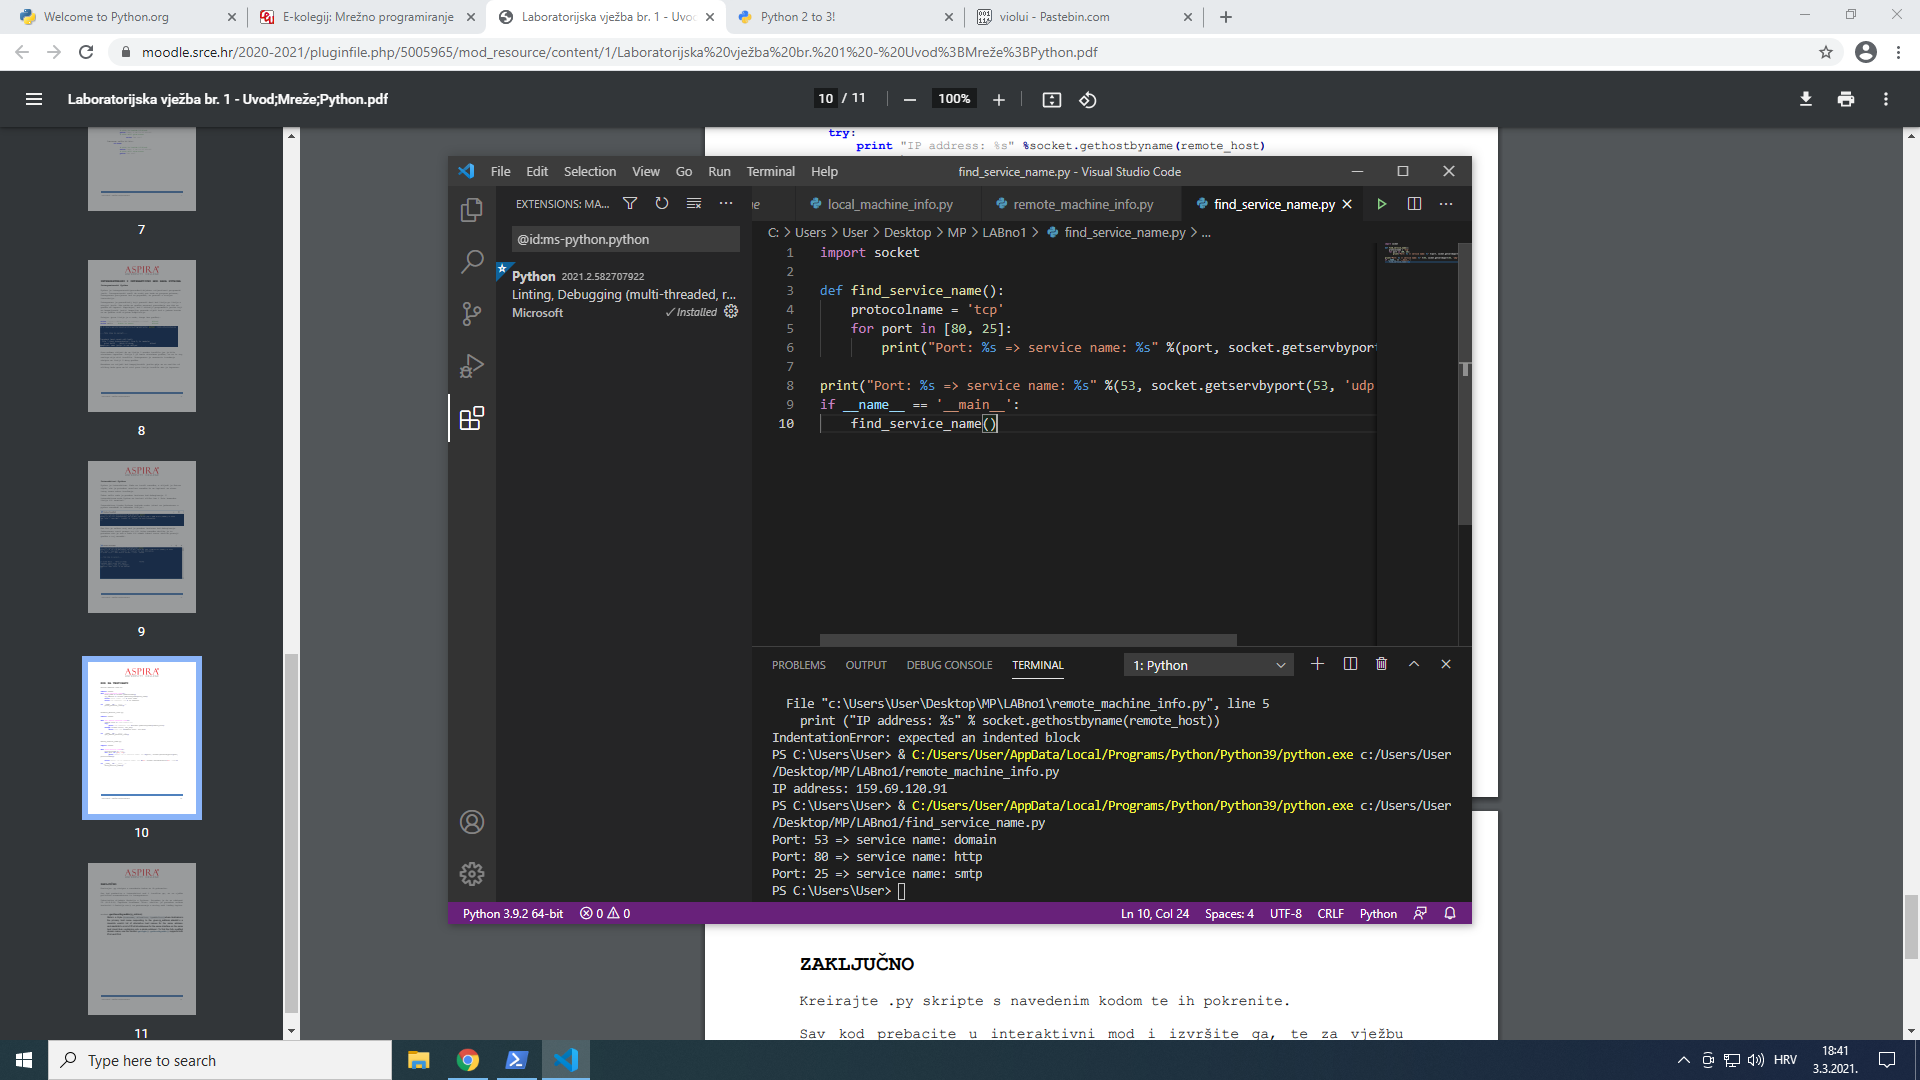 Welcome to Python.org
E-kolegij: Mrežno programiranje
Laboratorijska vježba br. 1 - Uvod
Python 2 to 3!
violui - Pastebin.com
moodle.srce.hr/2020-2021/pluginfile.php/5005965/mod_resource/content/1/Laboratorijska%20vježba%20br.%201%20-%20Uvod%3BMreže%3BPython.pdf
Laboratorijska vježba br. 1 - Uvod;Mreže;Python.pdf
10 / 11
100%
7
ASPIRA
8
ASPIRA
9
ASPIRA
10
ASPIRA
11
try:
print "IP address: %s" %socket.gethostbyname(remote_host)
File Edit Selection View Go Run Terminal Help
find_service_name.py - Visual Studio Code
EXTENSIONS: MA...
@id:ms-python.python
Python 2021.2.582707922
Linting, Debugging (multi-threaded, r...
Microsoft
✓ Installed
local_machine_info.py
remote_machine_info.py
find_service_name.py
C: > Users > User > Desktop > MP > LABno1 > find_service_name.py > ...
1 import socket
2
3 def find_service_name():
4 protocolname = 'tcp'
5 for port in [80, 25]:
6 print("Port: %s => service name: %s" %(port, socket.getservbyport
7
8 print("Port: %s => service name: %s" %(53, socket.getservbyport(53, 'udp
9 if __name__ == '__main__':
10 find_service_name()
PROBLEMS OUTPUT DEBUG CONSOLE TERMINAL
1: Python
File "c:\Users\User\Desktop\MP\LABno1\remote_machine_info.py", line 5
print ("IP address: %s" % socket.gethostbyname(remote_host))
IndentationError: expected an indented block
PS C:\Users\User> & C:/Users/User/AppData/Local/Programs/Python/Python39/python.exe c:/Users/User
/Desktop/MP/LABno1/remote_machine_info.py
IP address: 159.69.120.91
PS C:\Users\User> & C:/Users/User/AppData/Local/Programs/Python/Python39/python.exe c:/Users/User
/Desktop/MP/LABno1/find_service_name.py
Port: 53 => service name: domain
Port: 80 => service name: http
Port: 25 => service name: smtp
PS C:\Users\User>
Python 3.9.2 64-bit
0
0
Ln 10, Col 24
Spaces: 4
UTF-8
CRLF
Python
ZAKLJUČNO
Kreirajte .py skripte s navedenim kodom te ih pokrenite.
Sav kod prebacite u interaktivni mod i izvršite ga, te za vježbu
Type here to search
HRV
18:41
3.3.2021.